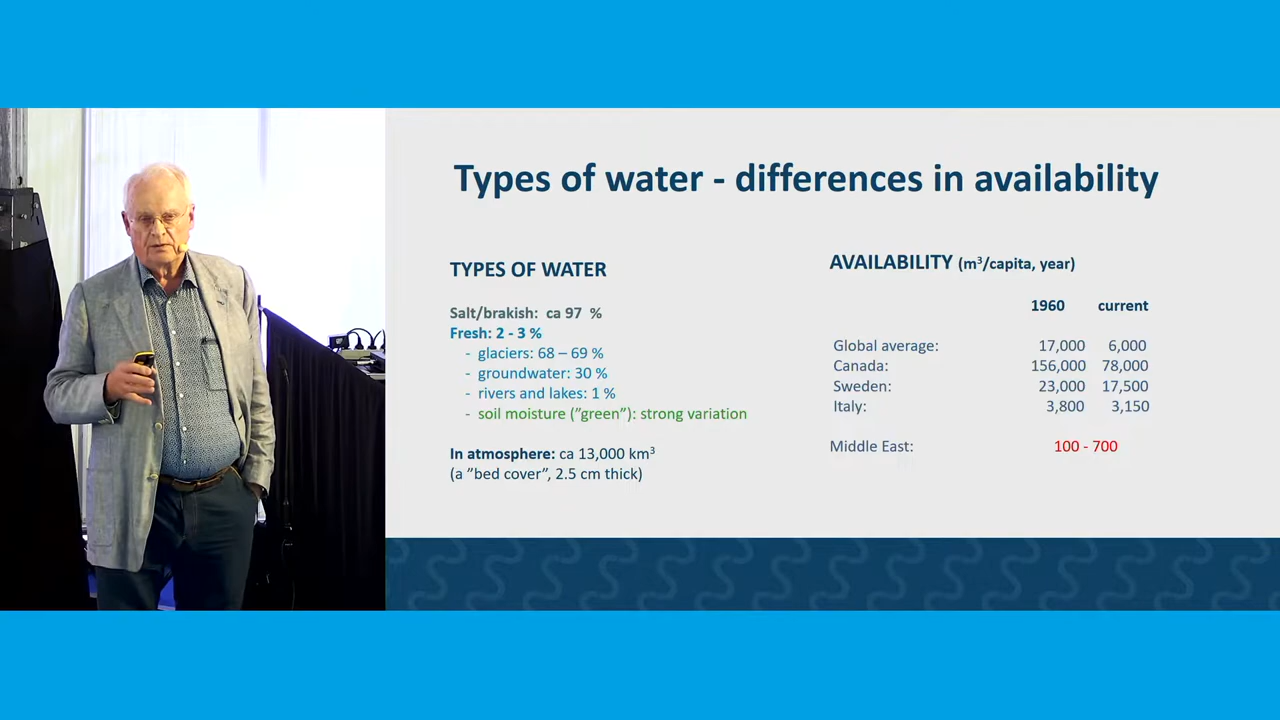 Types of water - differences in availability
TYPES OF WATER
Salt/brakish: ca 97 %
Fresh: 2 - 3 %
- glaciers: 68 – 69 %
- groundwater: 30 %
- rivers and lakes: 1 %
- soil moisture (”green”): strong variation
In atmosphere: ca 13,000 km³
(a ”bed cover”, 2.5 cm thick)
AVAILABILITY (m³/capita, year)
1960 current
Global average: 17,000 6,000
Canada: 156,000 78,000
Sweden: 23,000 17,500
Italy: 3,800 3,150
Middle East: 100 - 700